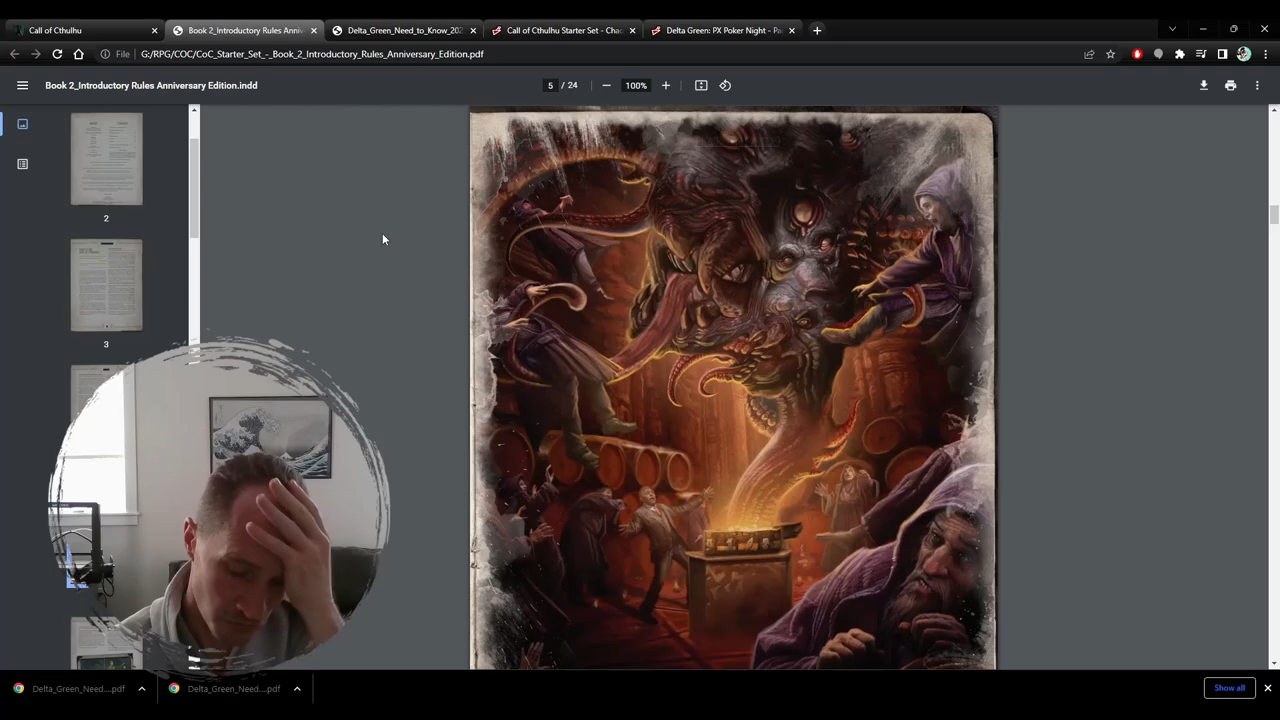 Call of Cthulhu
Book 2_Introductory Rules Annivers
Delta_Green_Need_to_Know_202
Call of Cthulhu Starter Set - Chao
Delta Green: PX Poker Night - Pa
File
G:/RPG/COC/CoC_Starter_Set_-_Book_2_Introductory_Rules_Anniversary_Edition.pdf
Book 2_Introductory Rules Anniversary Edition.indd
5 / 24
100%
2
3
Delta_Green_Need....pdf
Delta_Green_Need....pdf
Show all